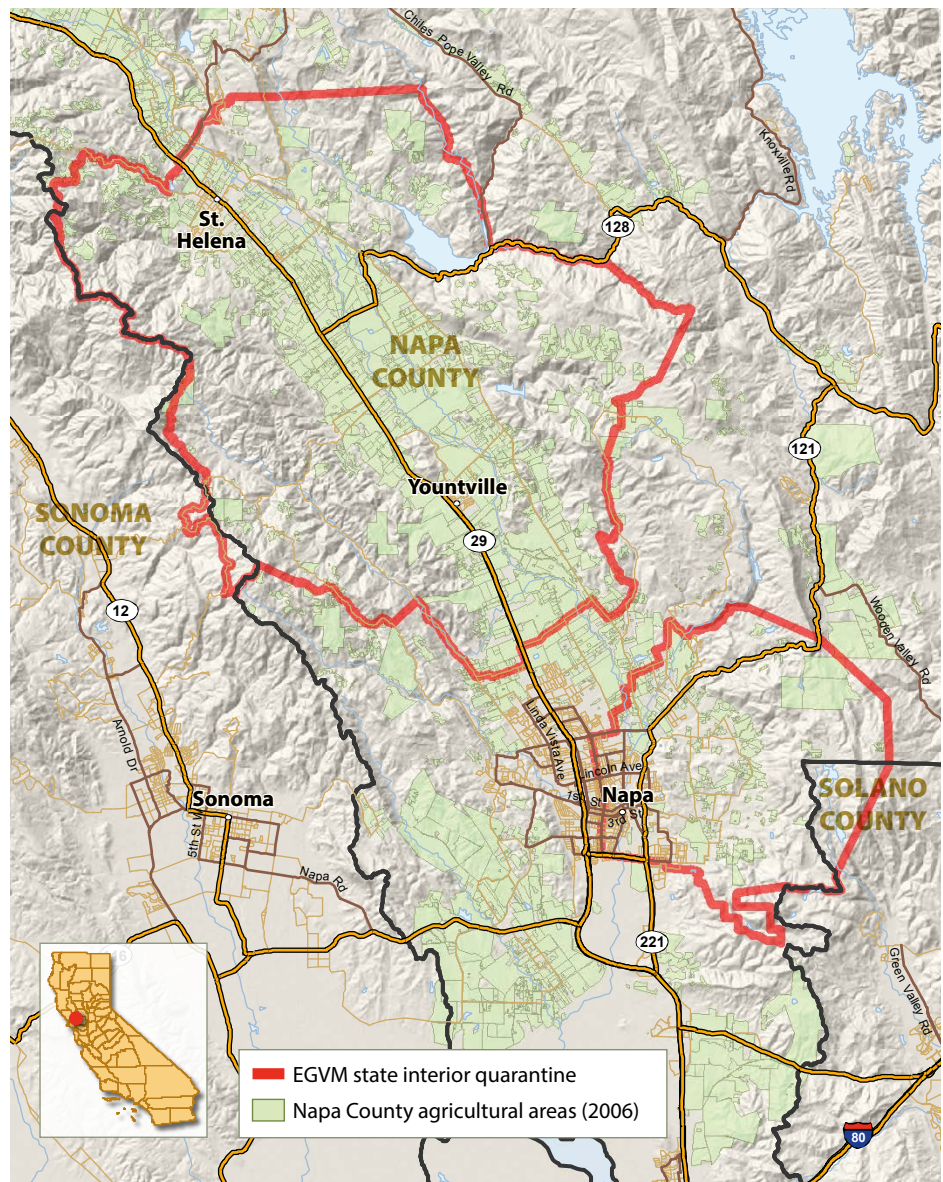 Chiles Pope Valley Rd
Knoxville Rd
128
St.
Helena
NAPA
COUNTY
121
Yountville
SONOMA
COUNTY
29
12
Wooden Valley Rd
Arnold Dr
Linda Vista Ave
Lincoln Ave
SOLANO
COUNTY
Sonoma
1st St
Napa
3rd St
5th St W
Napa Rd
221
Green Valley Rd
EGVM state interior quarantine
Napa County agricultural areas (2006)
80